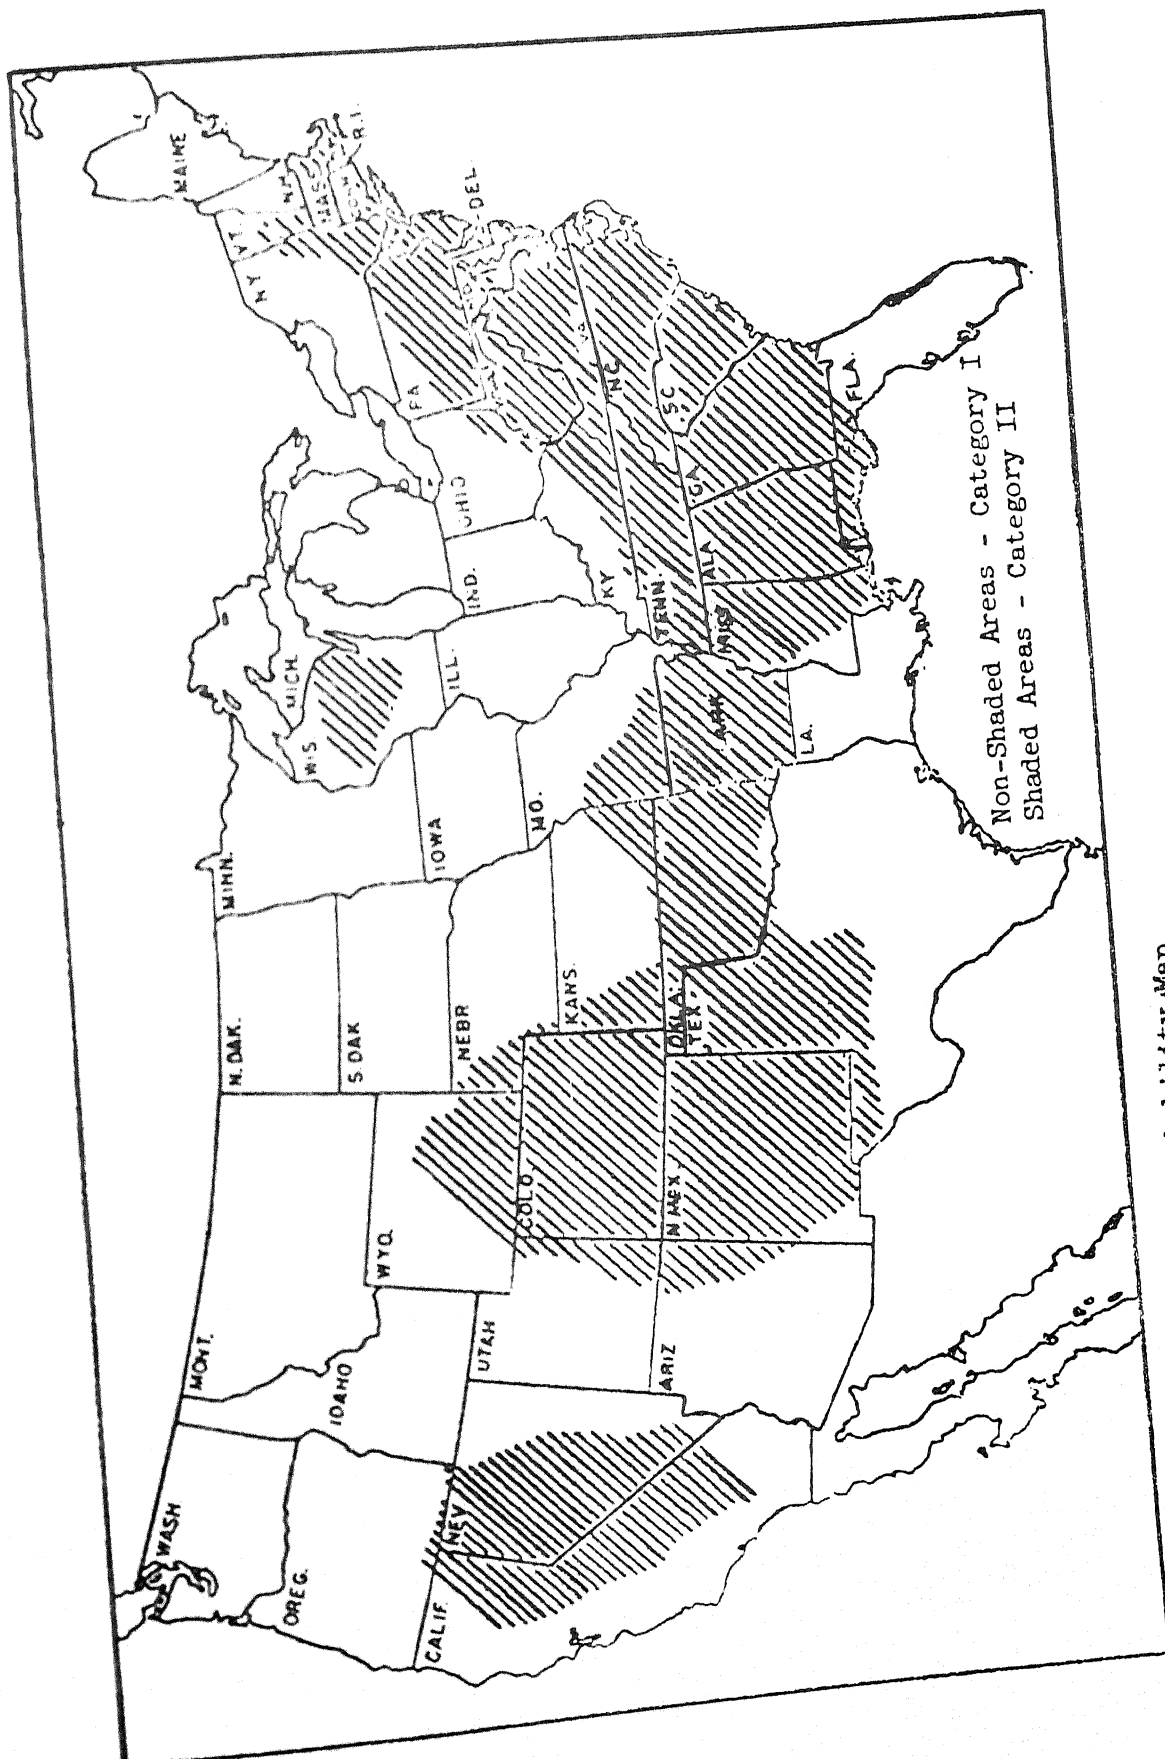 WASH
MONT.
N. DAK.
MINN.
OREG.
IDAHO
WYO.
S. DAK
WIS
MICH.
NY
VT.
N.H.
MAINE
MASS
CONN
R.I.
CALIF.
NEV
UTAH
COLO.
NEBR
IOWA
ILL.
IND.
OHIO
PA
DEL.
KANS.
MO.
KY
ARIZ
N MEX.
OKLA.
TEX.
ARK
TENN.
NC.
SC.
MISS
ALA
GA.
LA.
FLA.
Non-Shaded Areas - Category I
Shaded Areas - Category II
Map